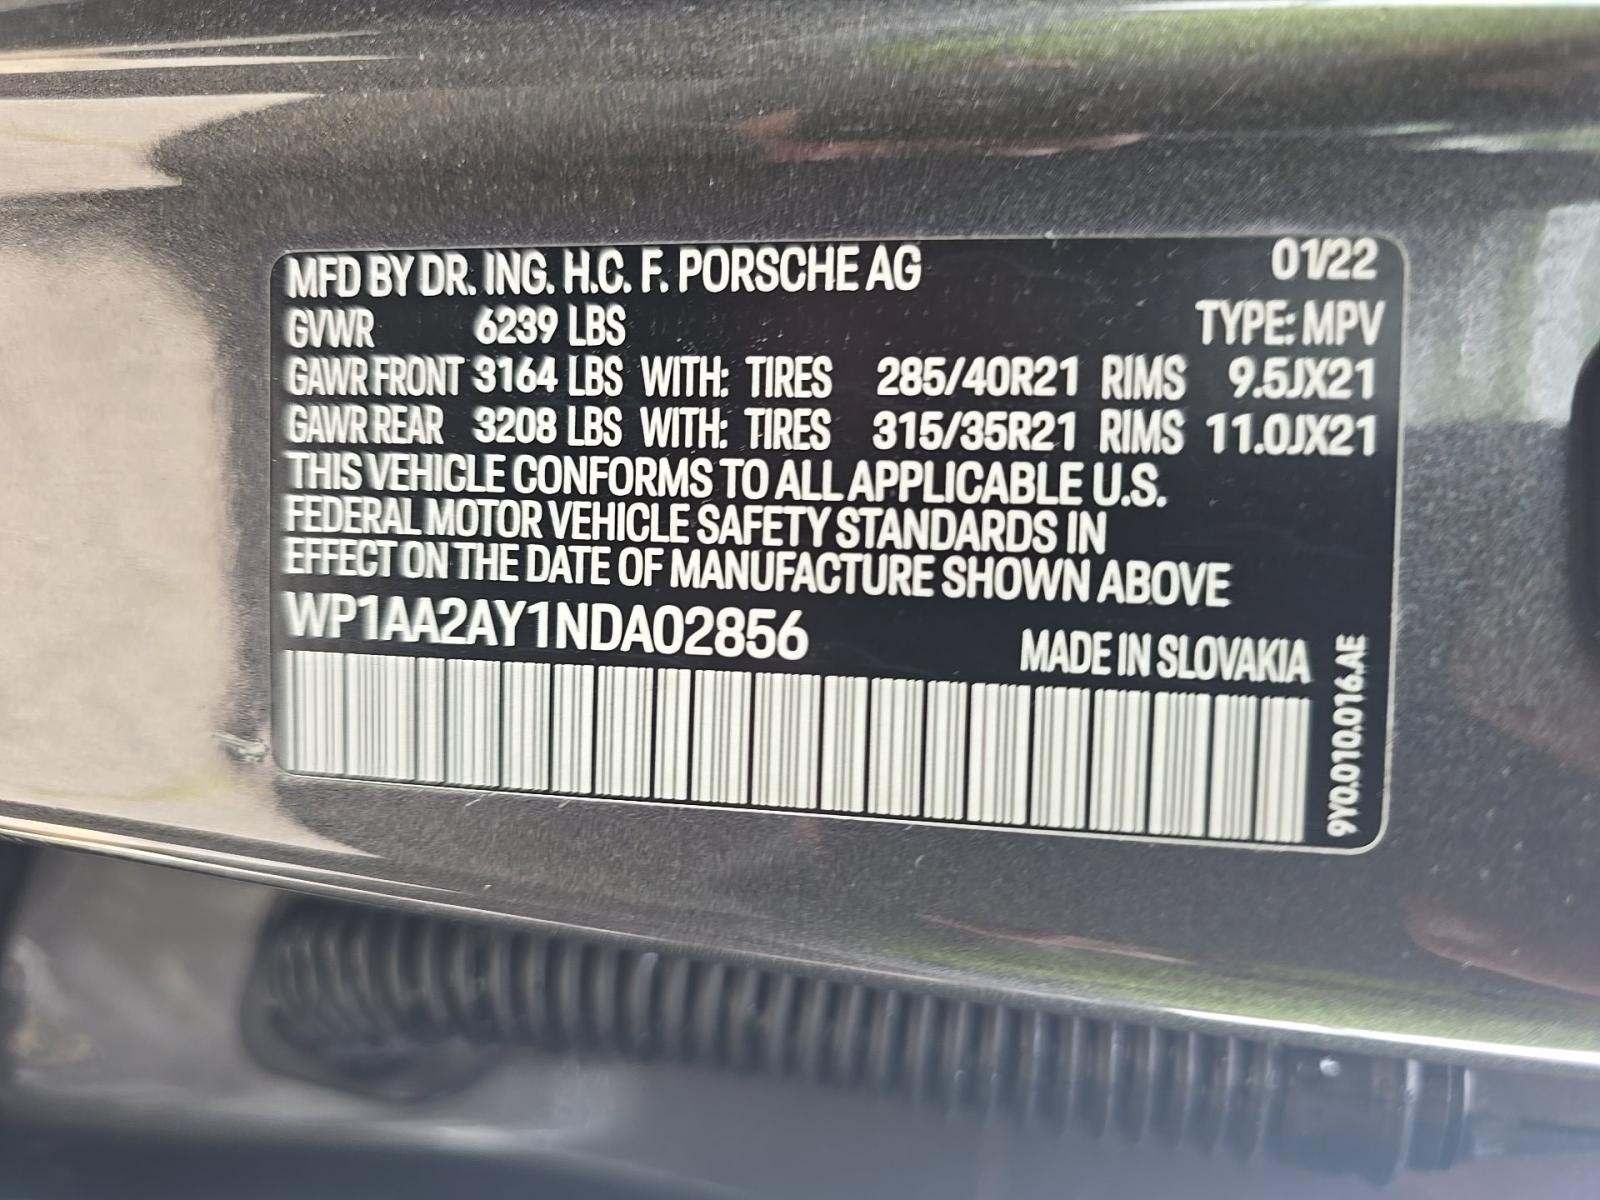 MFD BY DR. ING. H.C. F. PORSCHE AG 01/22
GVWR 6239 LBS TYPE: MPV
GAWR FRONT 3164 LBS WITH: TIRES 285/40R21 RIMS 9.5JX21
GAWR REAR 3208 LBS WITH: TIRES 315/35R21 RIMS 11.0JX21
THIS VEHICLE CONFORMS TO ALL APPLICABLE U.S.
FEDERAL MOTOR VEHICLE SAFETY STANDARDS IN
EFFECT ON THE DATE OF MANUFACTURE SHOWN ABOVE
WP1AA2AY1NDA02856
MADE IN SLOVAKIA
9Y0.010.016.AE